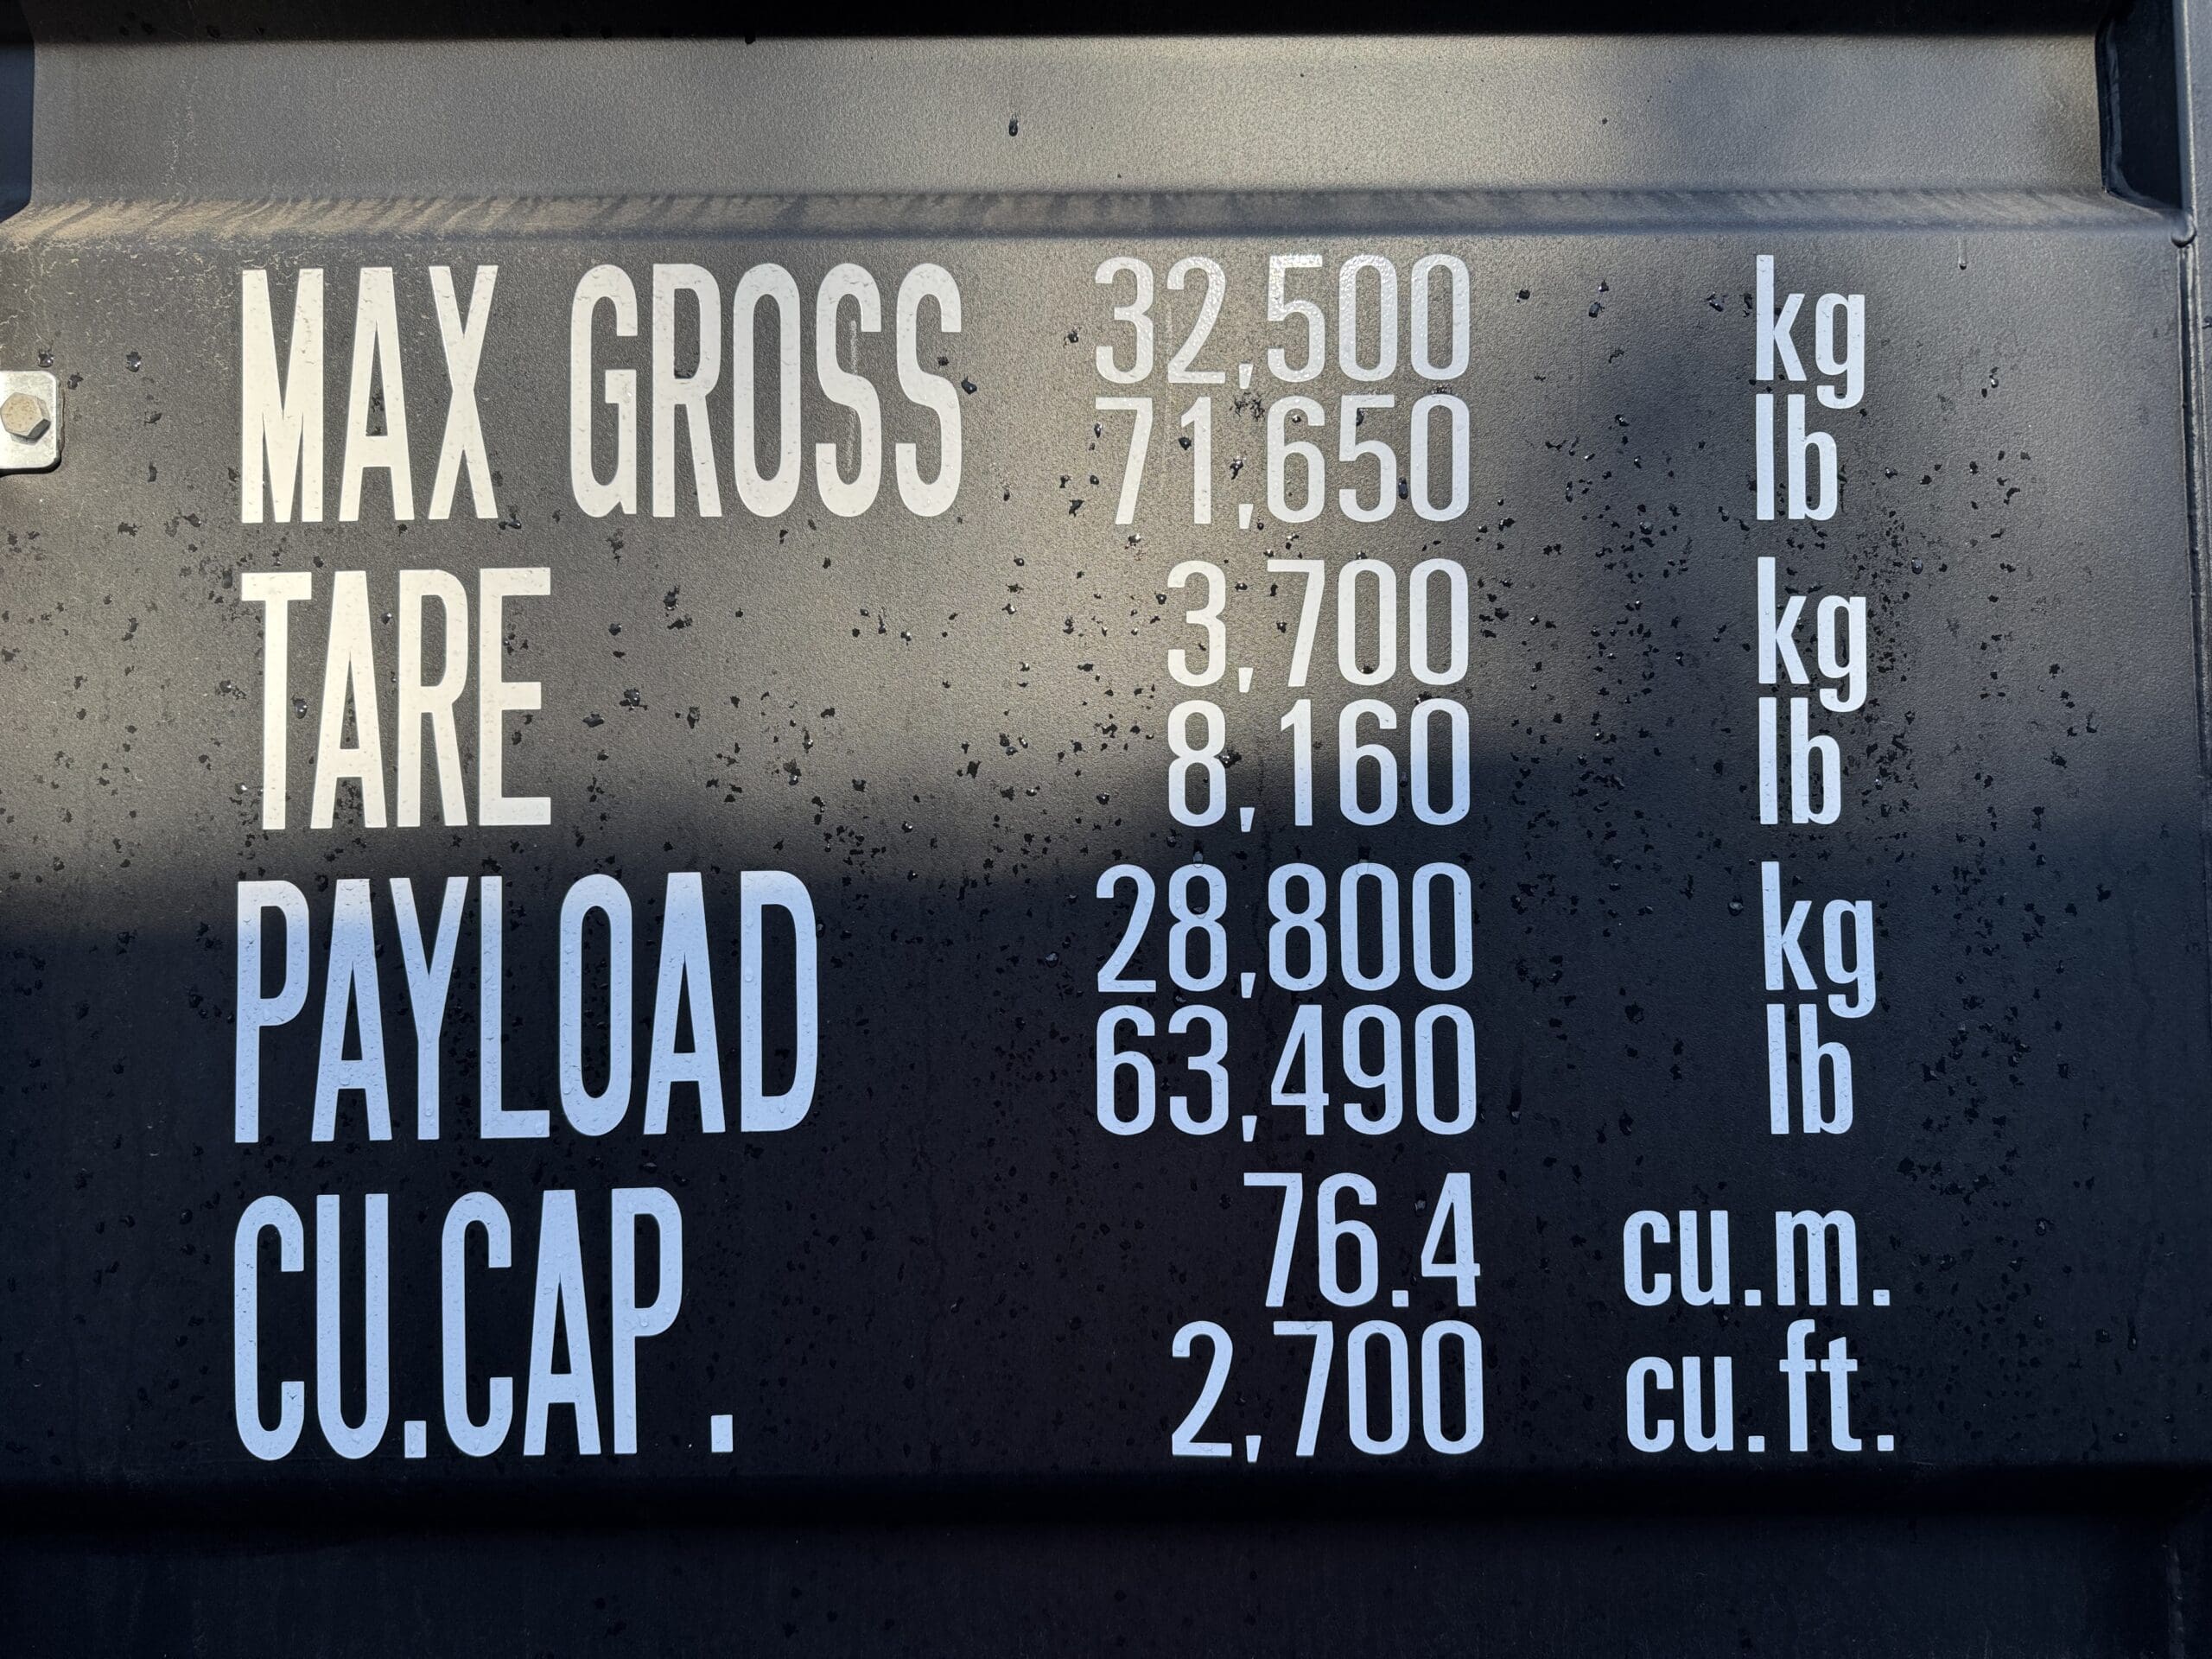 MAX GROSS 32,500 kg
71,650 lb
TARE 3,700 kg
8,160 lb
PAYLOAD 28,800 kg
63,490 lb
CU.CAP. 76.4 cu.m.
2,700 cu.ft.